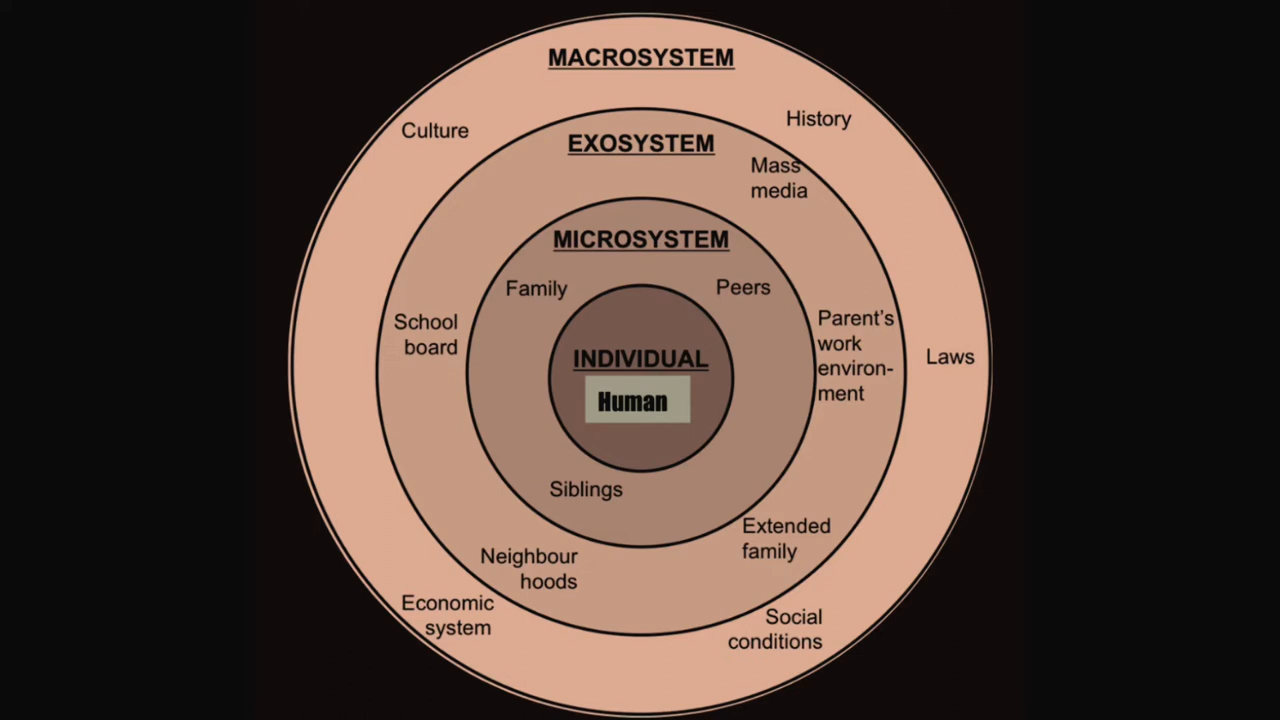 MACROSYSTEM
Culture
History
EXOSYSTEM
Mass
media
MICROSYSTEM
Family
Peers
School
board
Parent's
work
environ-
ment
Laws
INDIVIDUAL
Human
Siblings
Extended
family
Neighbour
hoods
Economic
system
Social
conditions